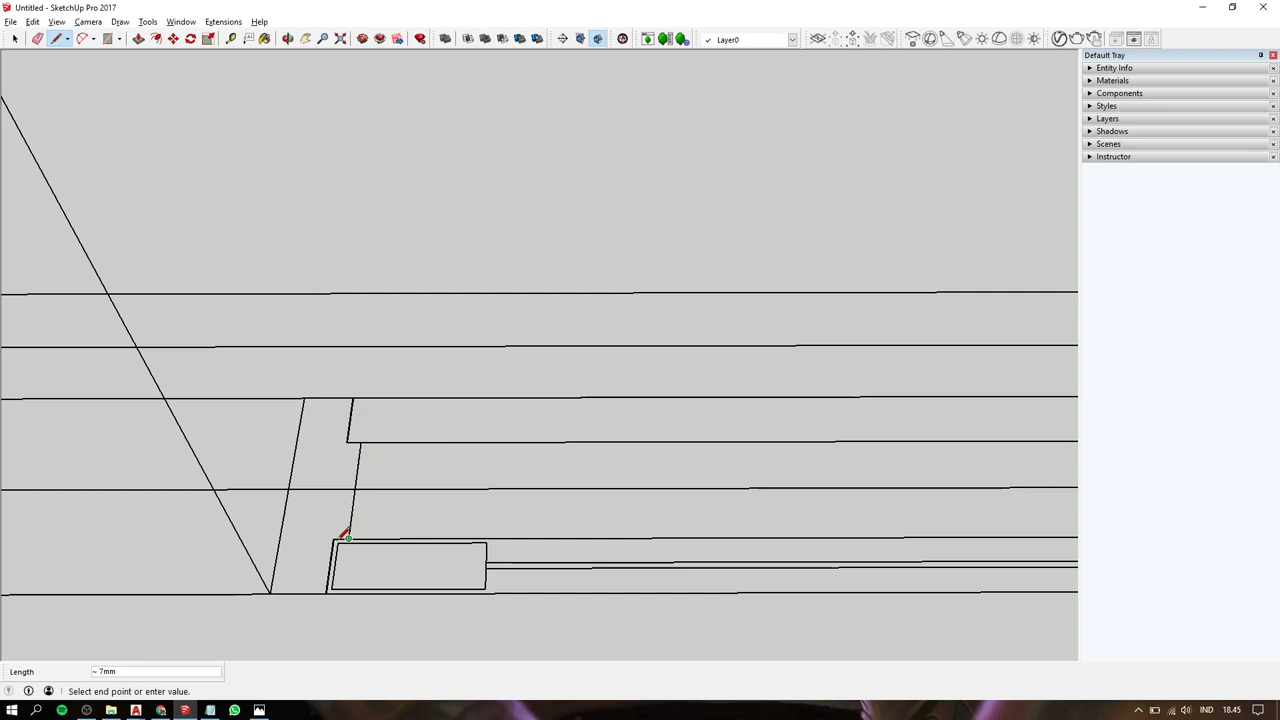 Untitled - SketchUp Pro 2017
File Edit View Camera Draw Tools Window Extensions Help
Layer0
Default Tray
Entity Info
Materials
Components
Styles
Layers
Shadows
Scenes
Instructor
Length ~ 7mm
Select end point or enter value.
IND 18.45